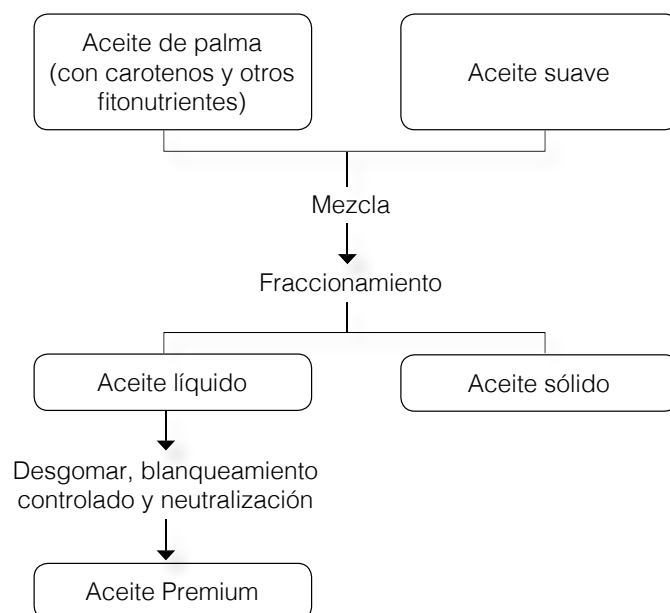 Aceite de palma
(con carotenos y otros
fitonutrientes)
Aceite suave
Mezcla
Fraccionamiento
Aceite líquido
Aceite sólido
Desgomar, blanqueamiento
controlado y neutralización
Aceite Premium